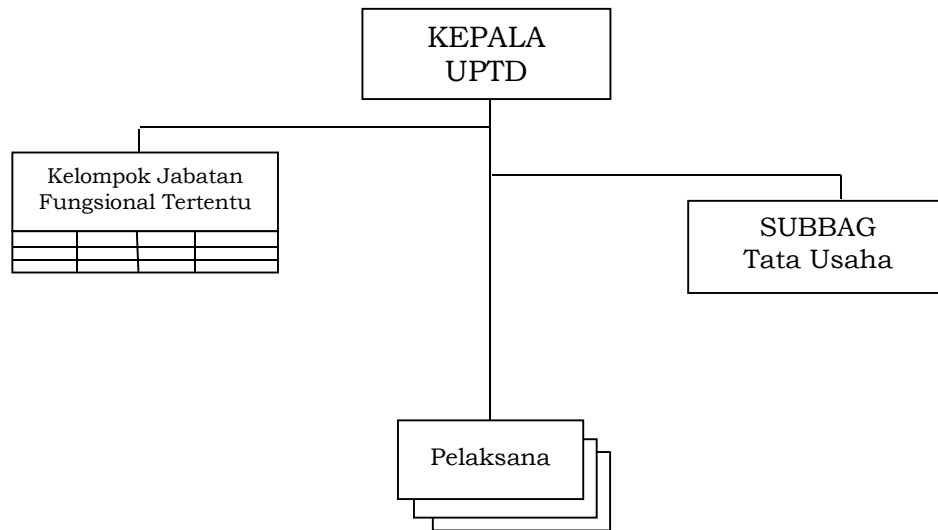 KEPALA
UPTD
Kelompok Jabatan
Fungsional Tertentu
SUBBAG
Tata Usaha
Pelaksana